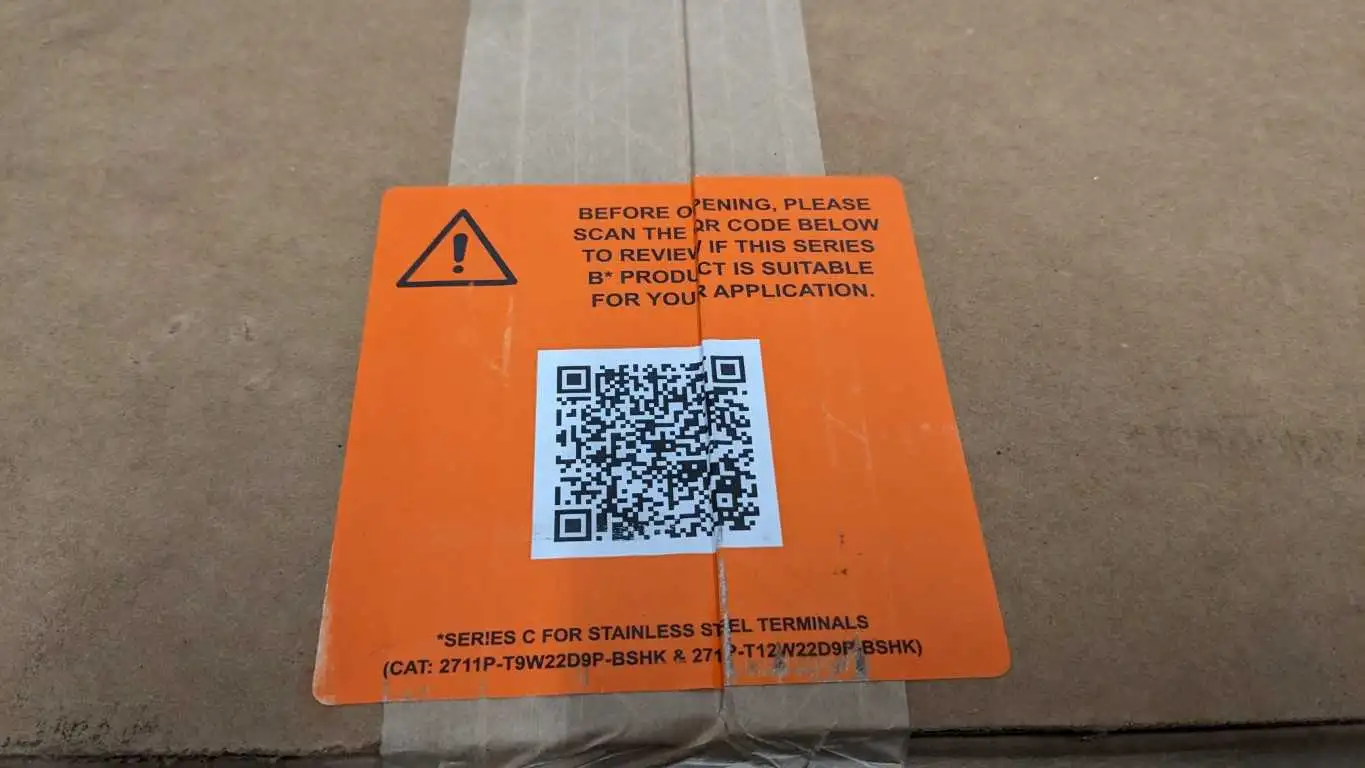 BEFORE OPENING, PLEASE
SCAN THE QR CODE BELOW
TO REVIEW IF THIS SERIES
B* PRODUCT IS SUITABLE
FOR YOUR APPLICATION.
*SERIES C FOR STAINLESS STEEL TERMINALS
(CAT: 2711P-T9W22D9P-BSHK & 2711P-T12W22D9P-BSHK)